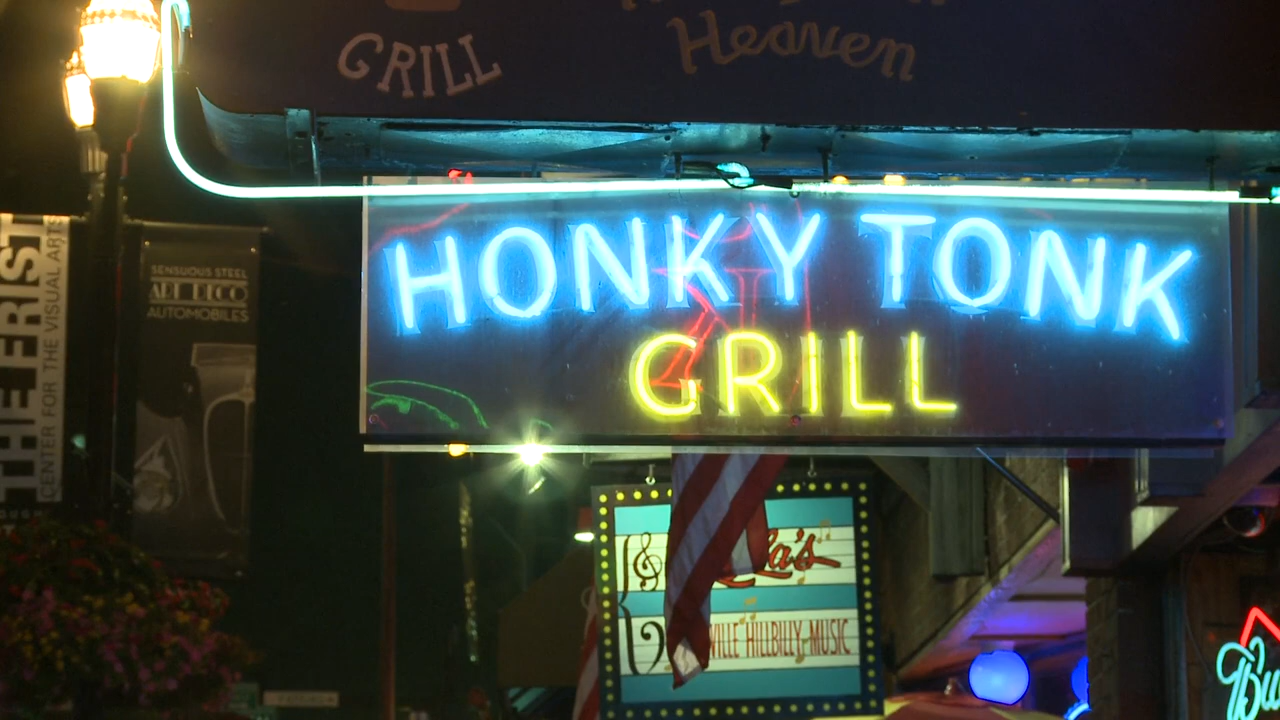 GRILL
Heaven
HONKY TONK
GRILL
THE FRIST
CENTER FOR THE VISUAL ARTS
SENSUOUS STEEL
ART DECO
AUTOMOBILES
HILLBILLY MUSIC